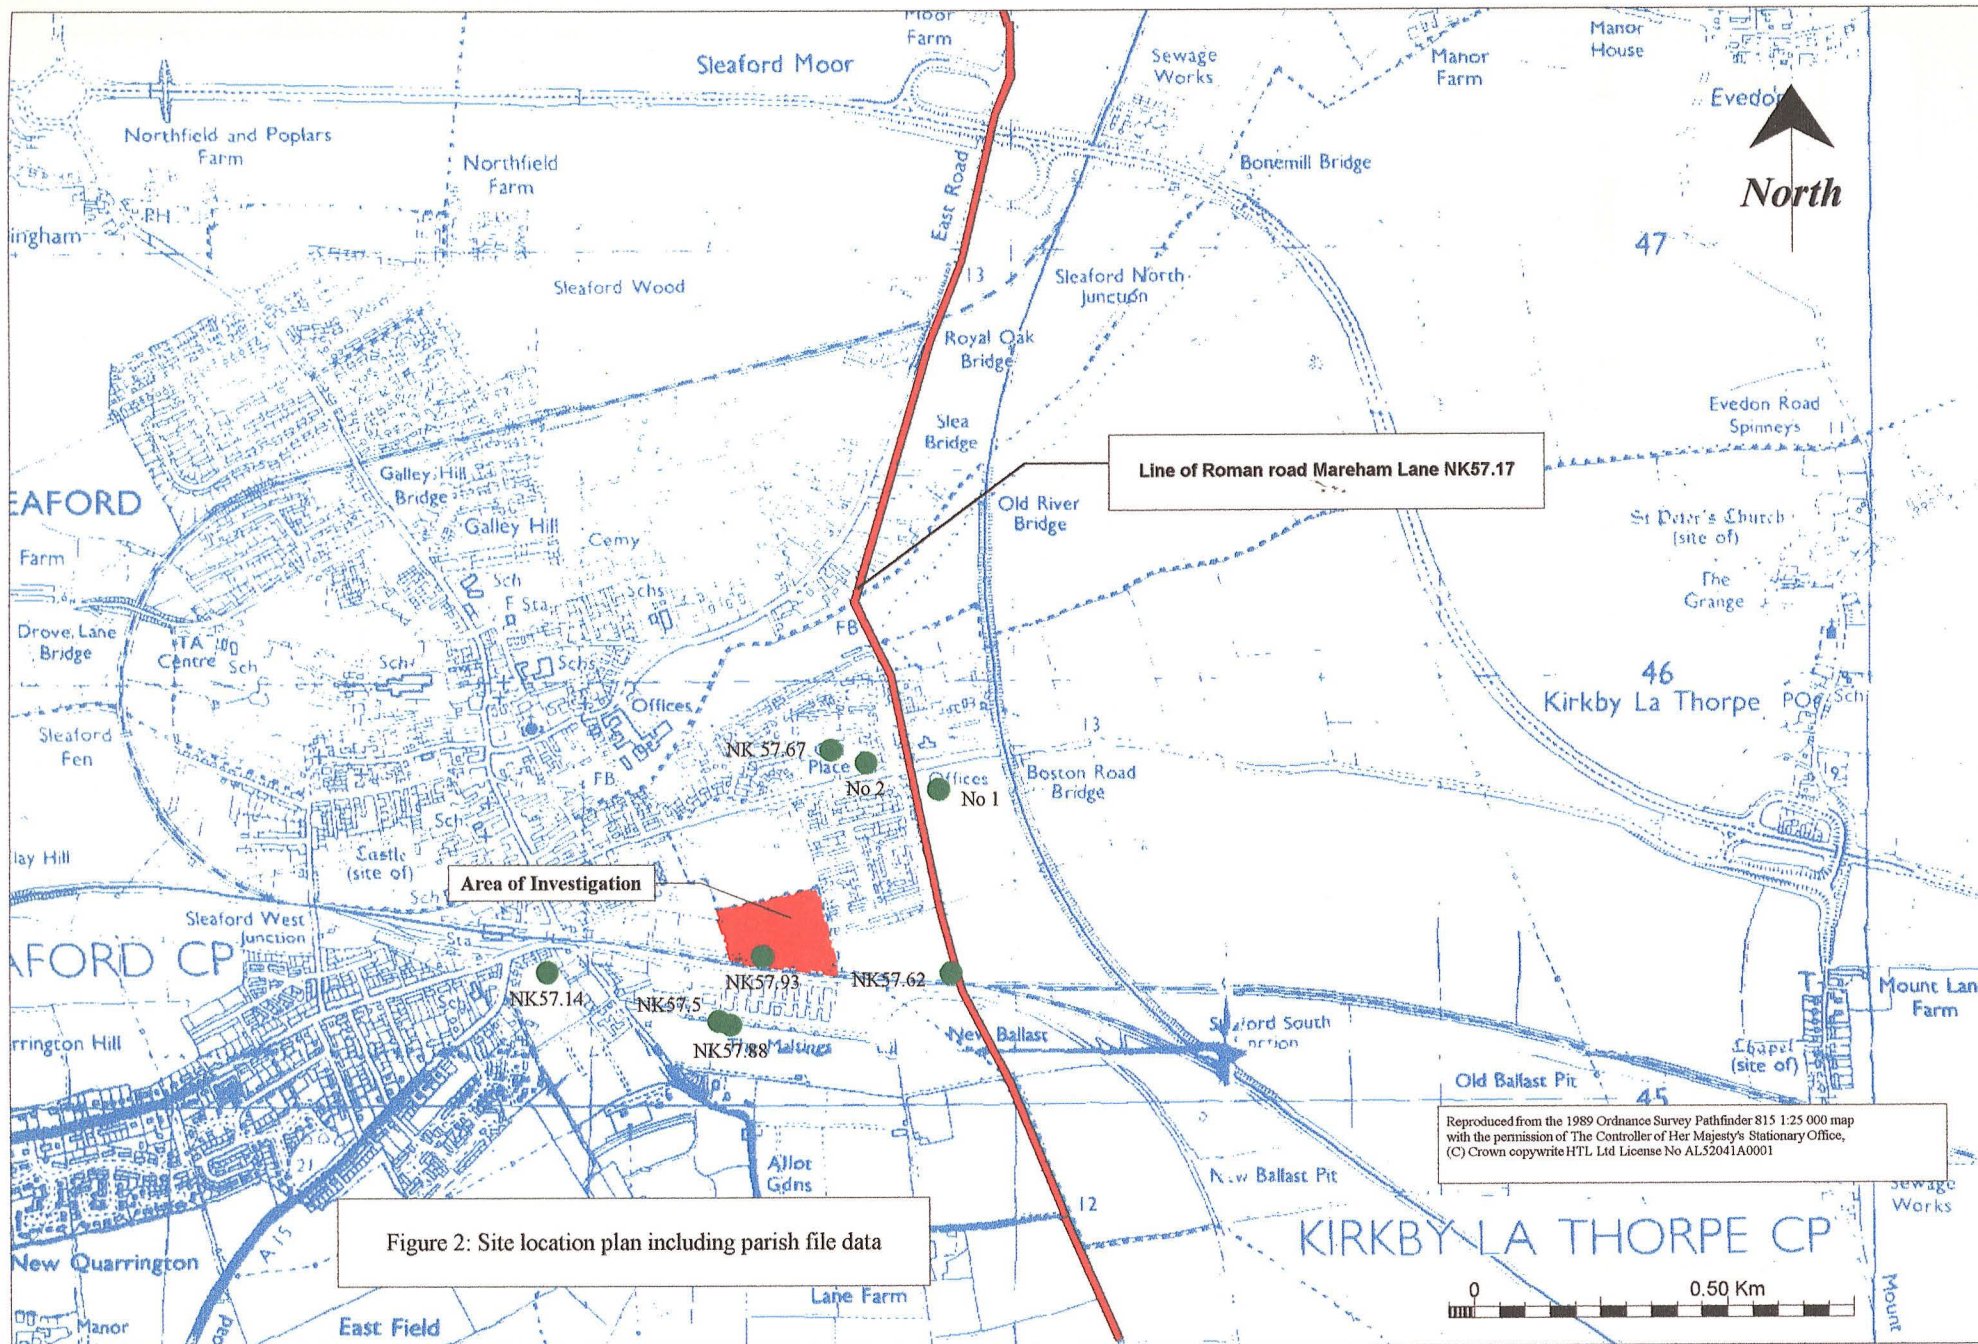 Moor
Farm
Sleaford Moor
Sewage
Works
Manor
Farm
Manor
House
Northfield and Poplars
Farm
Northfield
Farm
East Road
Bonemill Bridge
North
PH
ingham
47
Sleaford Wood
13
Sleaford North
Junction
Royal Oak
Bridge
Slea
Bridge
Evedon Road
Spinneys
11
Line of Roman road Mareham Lane NK57.17
Galley Hill
Bridge
EAFORD
Galley Hill
Old River
Bridge
St Peter's Church
(site of)
Cemy
Farm
Sch
F Sta
Schs
The
Grange
Drove Lane
Bridge
TA
Centre
Sch
Sch
Schs
FB
46
Kirkby La Thorpe
PO
Sch
Offices
Sleaford
Fen
13
NK 57.67
Place
No 2
Offices
No 1
Boston Road
Bridge
9
FB
Sch
lay Hill
Castle
(site of)
Area of Investigation
Sch
Sleaford West
Junction
Sta
AFORD CP
NK57.14
NK57.93
NK57.62
NK57.5
NK57.88
The Maltings
Sch
Mount Lan
Farm
rrington Hill
New Ballast
Chapel
(site of)
Old Ballast Pit
45
Reproduced from the 1989 Ordnance Survey Pathfinder 815 1:25 000 map
with the permission of The Controller of Her Majesty's Stationary Office,
(C) Crown copywrite HTL Ltd License No AL52041A0001
Allot
Gdns
21
Ballast Pit
Sewage
Works
12
KIRKBY LA THORPE CP
Figure 2: Site location plan including parish file data
New Quarrington
A 15
0
0.50 Km
Lane Farm
Mount
Manor
East Field